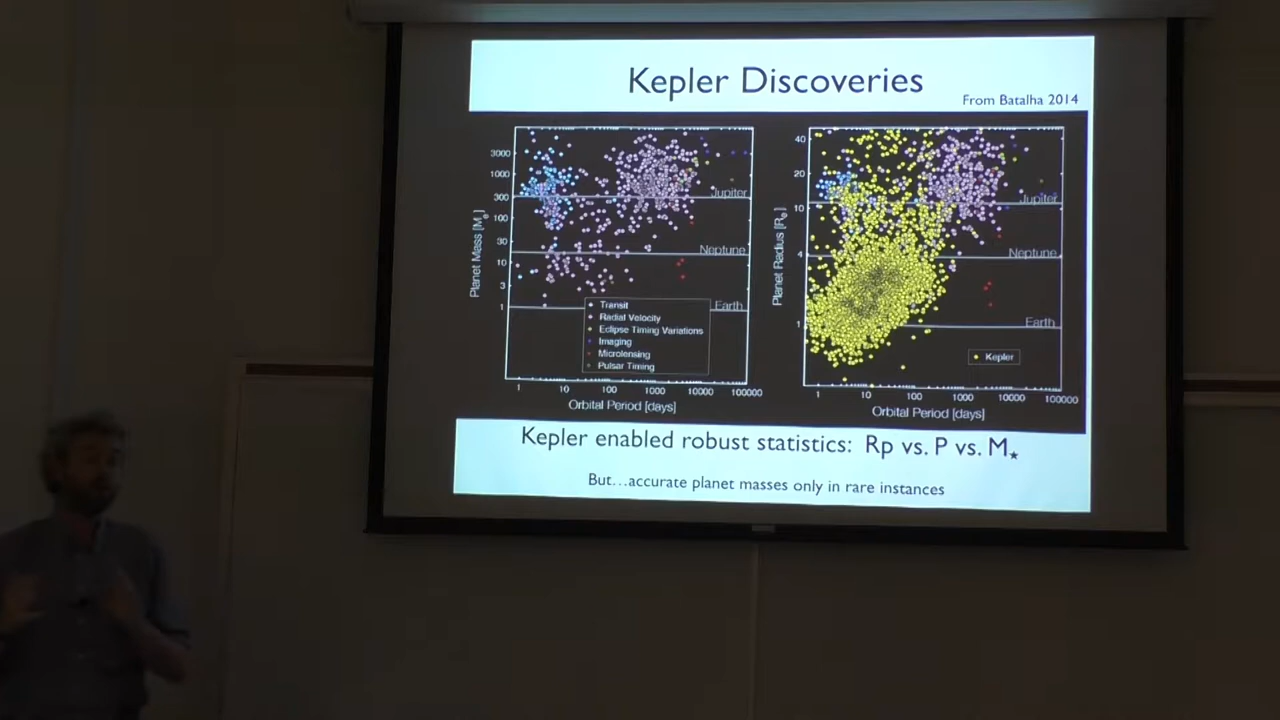 Kepler Discoveries
From Batalha 2014
3000
1000
300
100
30
10
3
1
Planet Mass [M⊕]
Jupiter
Neptune
Earth
Transit
Radial Velocity
Eclipse Timing Variations
Imaging
Microlensing
Pulsar Timing
1 10 100 1000 10000 100000
Orbital Period [days]
40
20
10
4
1
Planet Radius [R⊕]
Jupiter
Neptune
Earth
Kepler
1 10 100 1000 10000 100000
Orbital Period [days]
Kepler enabled robust statistics: Rp vs. P vs. M★
But...accurate planet masses only in rare instances